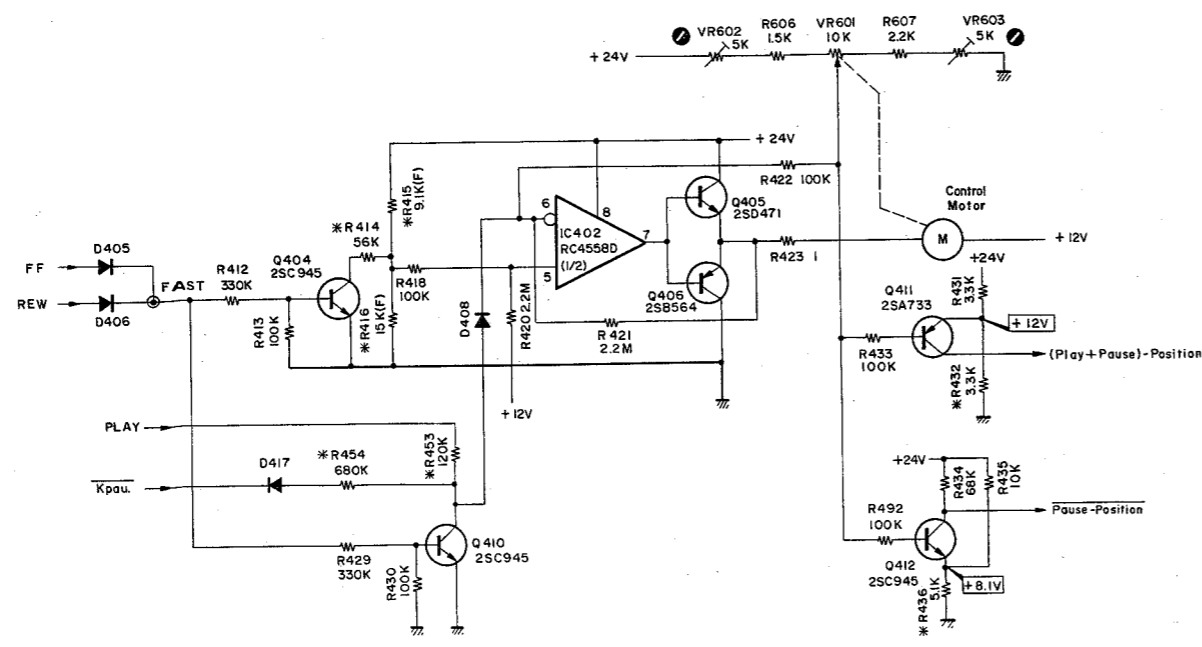 VR602
5K
R606
1.5K
VR601
10K
R607
2.2K
VR603
5K
+24V
+24V
R422 100K
*R415
9.1K(F)
6
8
IC402
RC4558D
(1/2)
7
5
Q405
2SD471
Control
Motor
M
+12V
R423 1
*R414
56K
D405
FF
REW
D406
FAST
R412
330K
Q404
2SC945
R413
100K
R418
100K
*R416
15K(F)
D408
R420 2.2M
R421
2.2M
Q406
2SB564
+12V
+24V
R431
3.3K
Q411
2SA733
+12V
R433
100K
(Play+Pause)-Position
*R432
3.3K
PLAY
*R453
120K
D417
*R454
680K
Kpau.
Q410
2SC945
R429
330K
R430
100K
+24V
R434
68K
R435
10K
R492
100K
Pause-Position
Q412
2SC945
+8.1V
*R436
5.1K